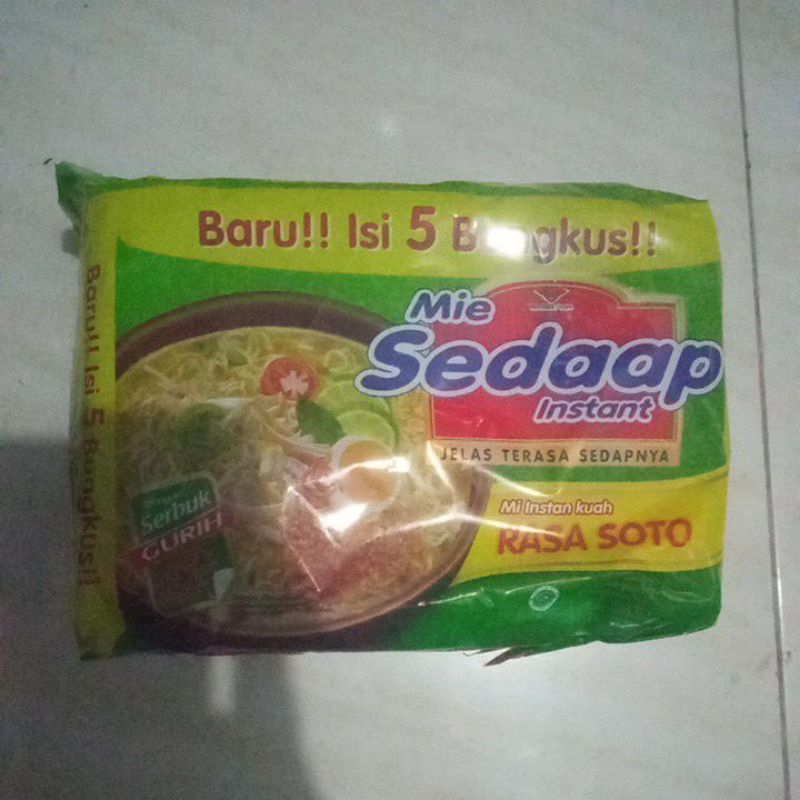 Baru!! Isi 5 Bungkus!!
Mie
Sedaap
Instant
JELAS TERASA SEDAPNYA
Mi Instan kuah
RASA SOTO
Serbuk
GURIH
Baru!! Isi 5 Bungkus!!